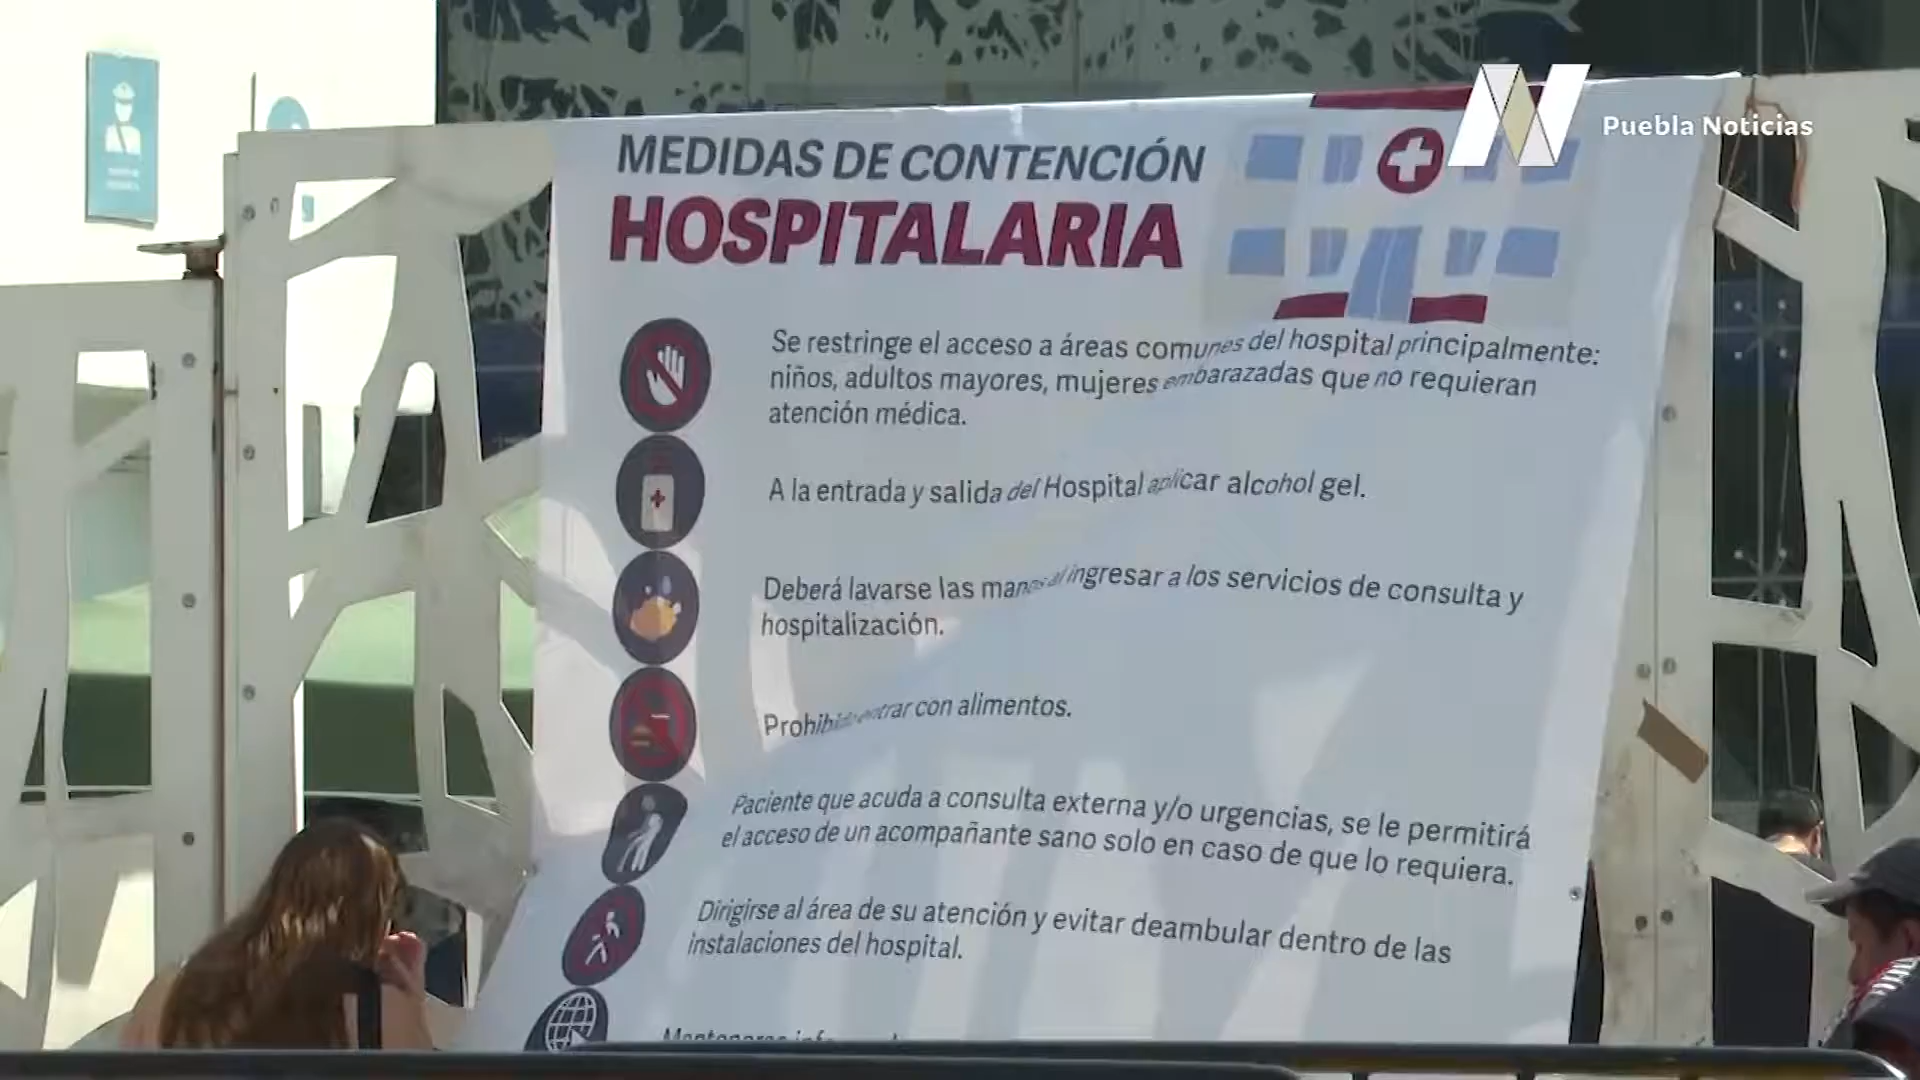 Puebla Noticias
MEDIDAS DE CONTENCIÓN
HOSPITALARIA
Se restringe el acceso a áreas comunes del hospital principalmente:
niños, adultos mayores, mujeres embarazadas que no requieran
atención médica.
A la entrada y salida del Hospital aplicar alcohol gel.
Deberá lavarse las manos al ingresar a los servicios de consulta y
hospitalización.
Prohibido entrar con alimentos.
Paciente que acuda a consulta externa y/o urgencias, se le permitirá
el acceso de un acompañante sano solo en caso de que lo requiera.
Dirigirse al área de su atención y evitar deambular dentro de las
instalaciones del hospital.